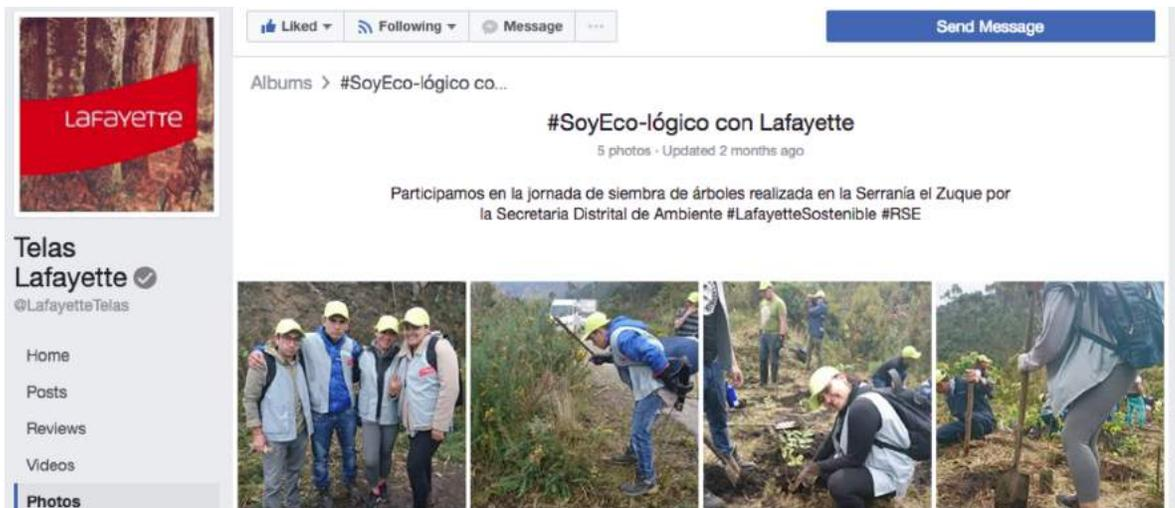 Liked
Following
Message
Send Message
Albums > #SoyEco-lógico co...
LAFAYETTE
#SoyEco-lógico con Lafayette
5 photos · Updated 2 months ago
Participamos en la jornada de siembra de árboles realizada en la Serranía el Zuque por
la Secretaria Distrital de Ambiente #LafayetteSostenible #RSE
Telas
Lafayette
@LafayetteTelas
Home
Posts
Reviews
Videos
Photos